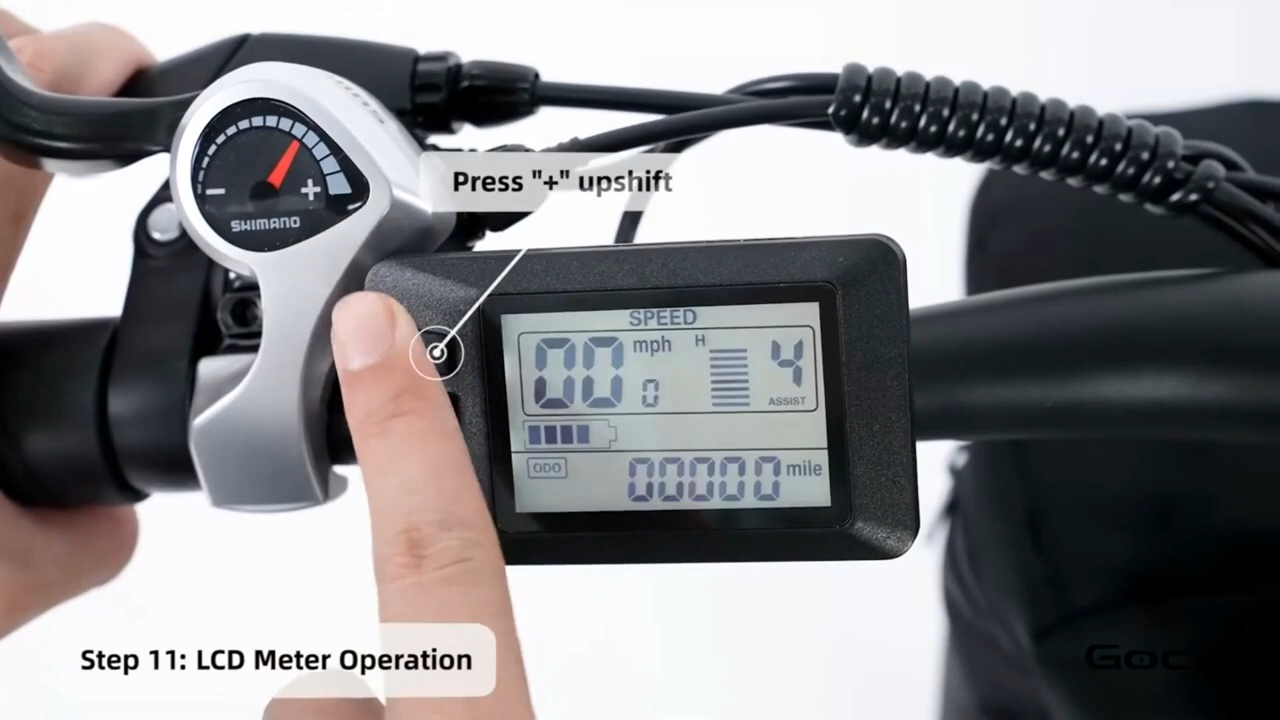 SHIMANO
- +
Press "+" upshift
SPEED
00 mph
0
H
4
ASSIST
ODO
00000 mile
Step 11: LCD Meter Operation